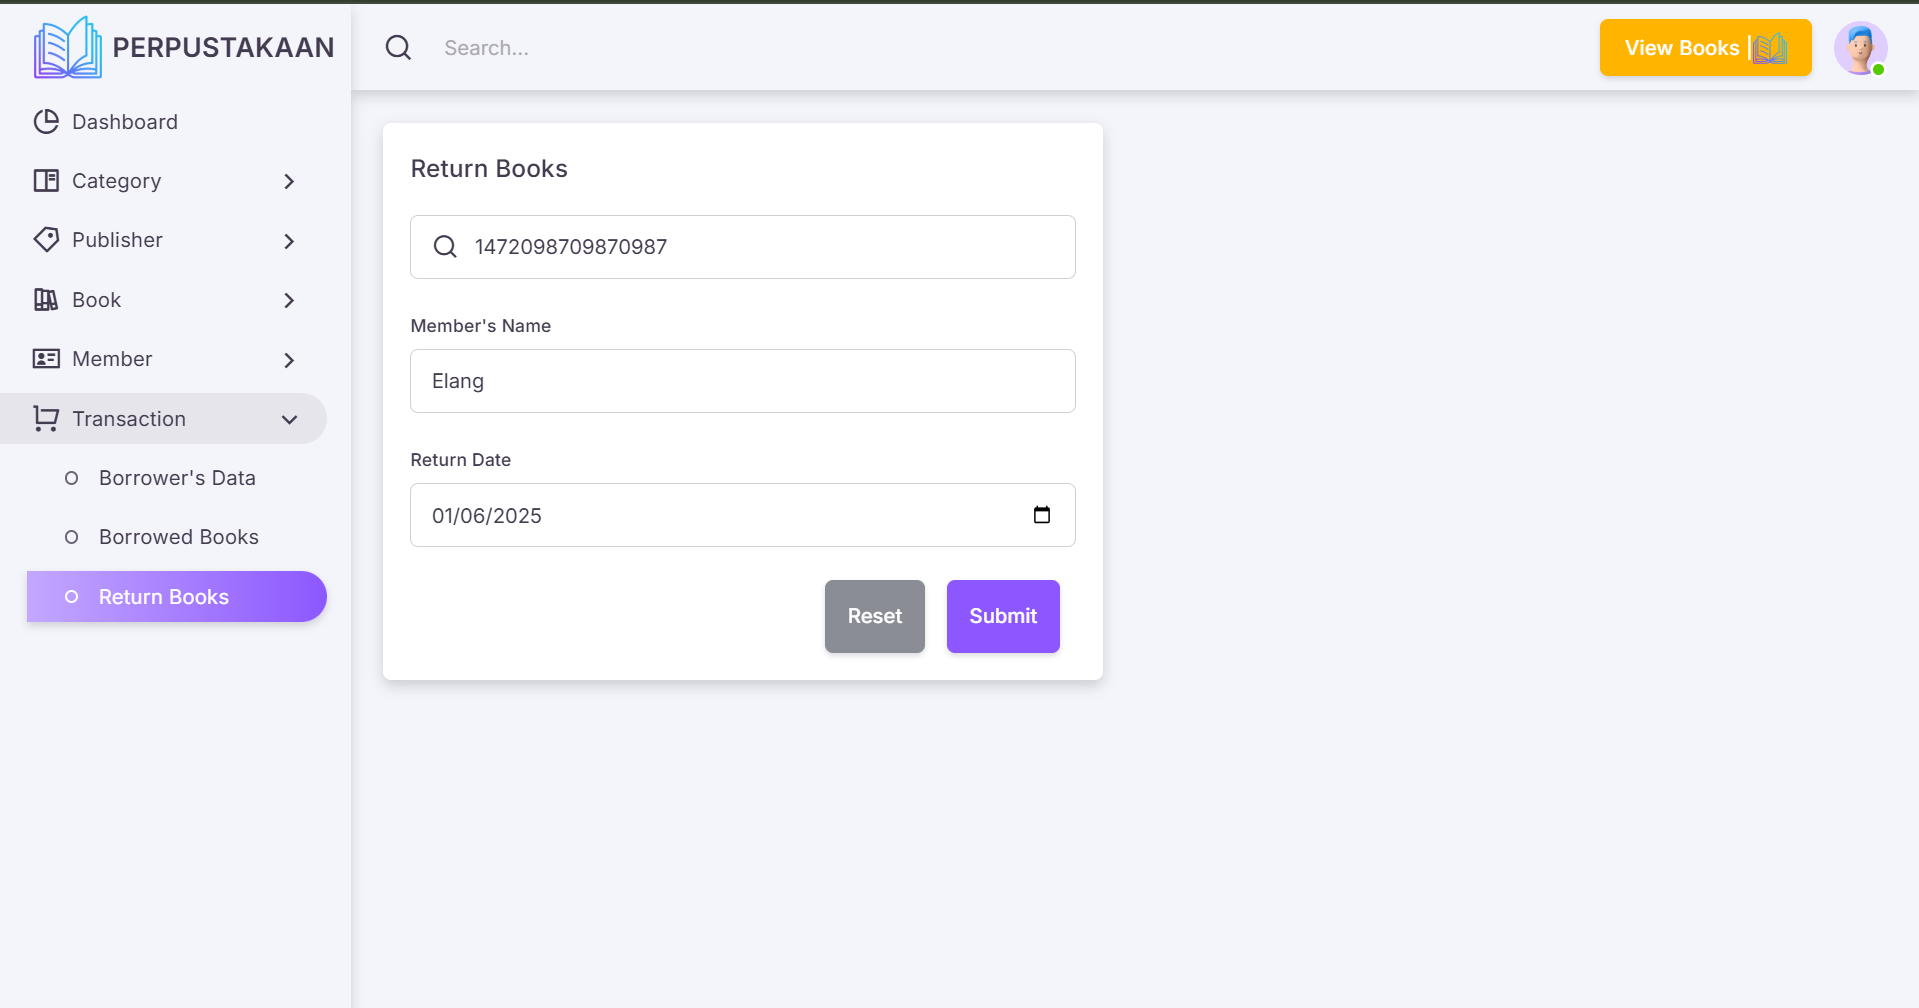 PERPUSTAKAAN
Search...
View Books |
Dashboard
Category
Publisher
Book
Member
Transaction
Borrower's Data
Borrowed Books
Return Books
Return Books
1472098709870987
Member's Name
Elang
Return Date
01/06/2025
Reset
Submit